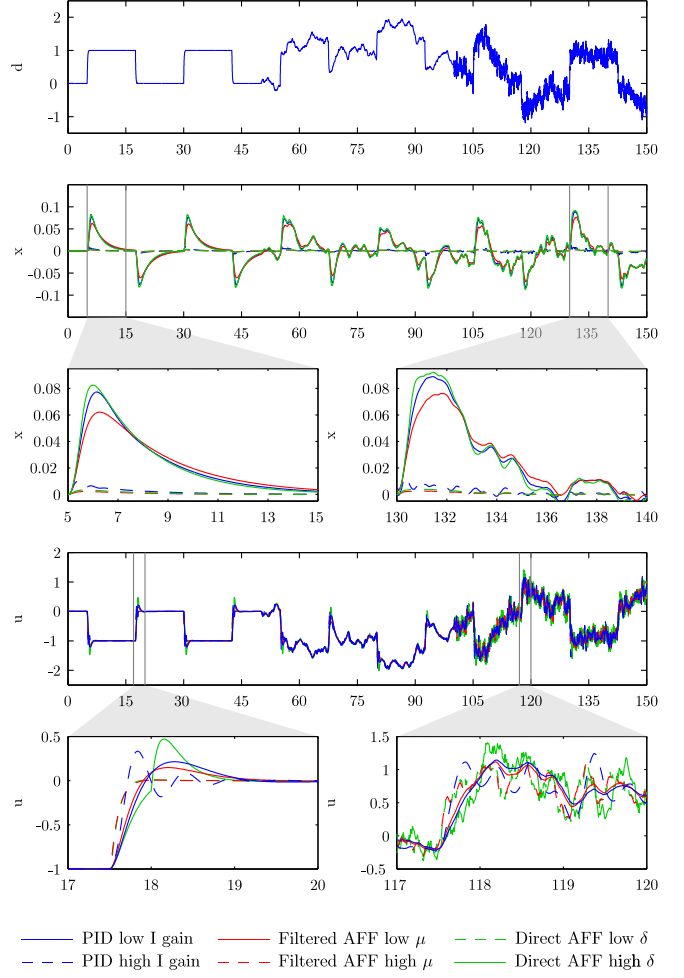 2
1
d
0
-1
0 15 30 45 60 75 90 105 120 135 150
0.1
0.05
x
0
-0.05
-0.1
0 15 30 45 60 75 90 105 120 135 150
0.08
0.06
x
0.04
0.02
0
5 7 9 11 13 15
0.08
0.06
x
0.04
0.02
0
130 132 134 136 138 140
2
1
0
u
-1
-2
0 15 30 45 60 75 90 105 120 135 150
0.5
0
u
-0.5
-1
17 18 19 20
1.5
1
u
0.5
0
-0.5
117 118 119 120
PID low I gain Filtered AFF low μ Direct AFF low δ
PID high I gain Filtered AFF high μ Direct AFF high δ